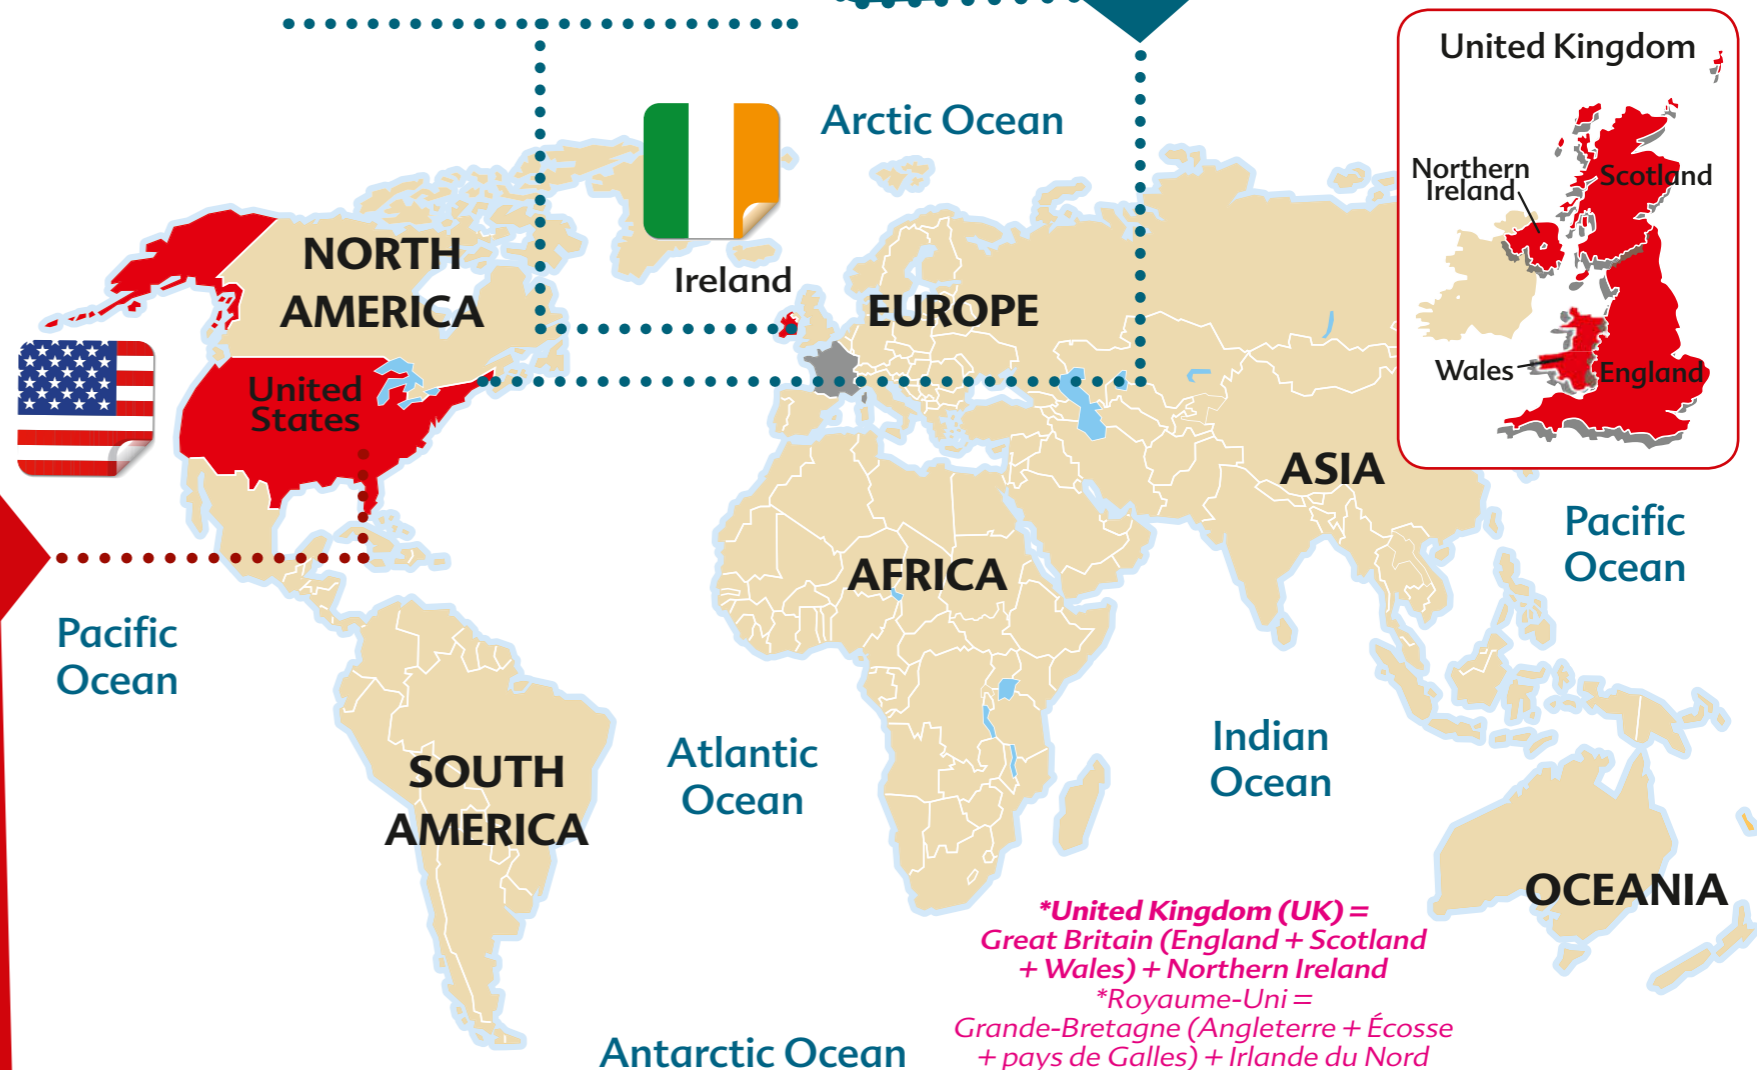 United Kingdom
Arctic Ocean
Northern
Ireland
Scotland
NORTH
AMERICA
Ireland
EUROPE
Wales
England
United
States
ASIA
Pacific
Ocean
AFRICA
Pacific
Ocean
Atlantic
Ocean
Indian
Ocean
SOUTH
AMERICA
OCEANIA
*United Kingdom (UK) =
Great Britain (England + Scotland
+ Wales) + Northern Ireland
*Royaume-Uni =
Grande-Bretagne (Angleterre + Écosse
+ pays de Galles) + Irlande du Nord
Antarctic Ocean